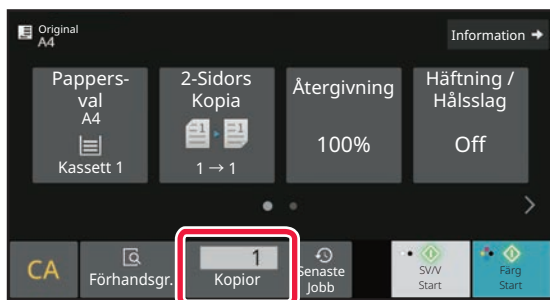 Original
A4
Information
Pappers-
val
A4
Kassett 1
2-Sidors
Kopia
1 → 1
Återgivning
100%
Häftning /
Hålsslag
Off
CA
Förhandsgr.
1
Kopior
Senaste
Jobb
SV/V
Start
Färg
Start